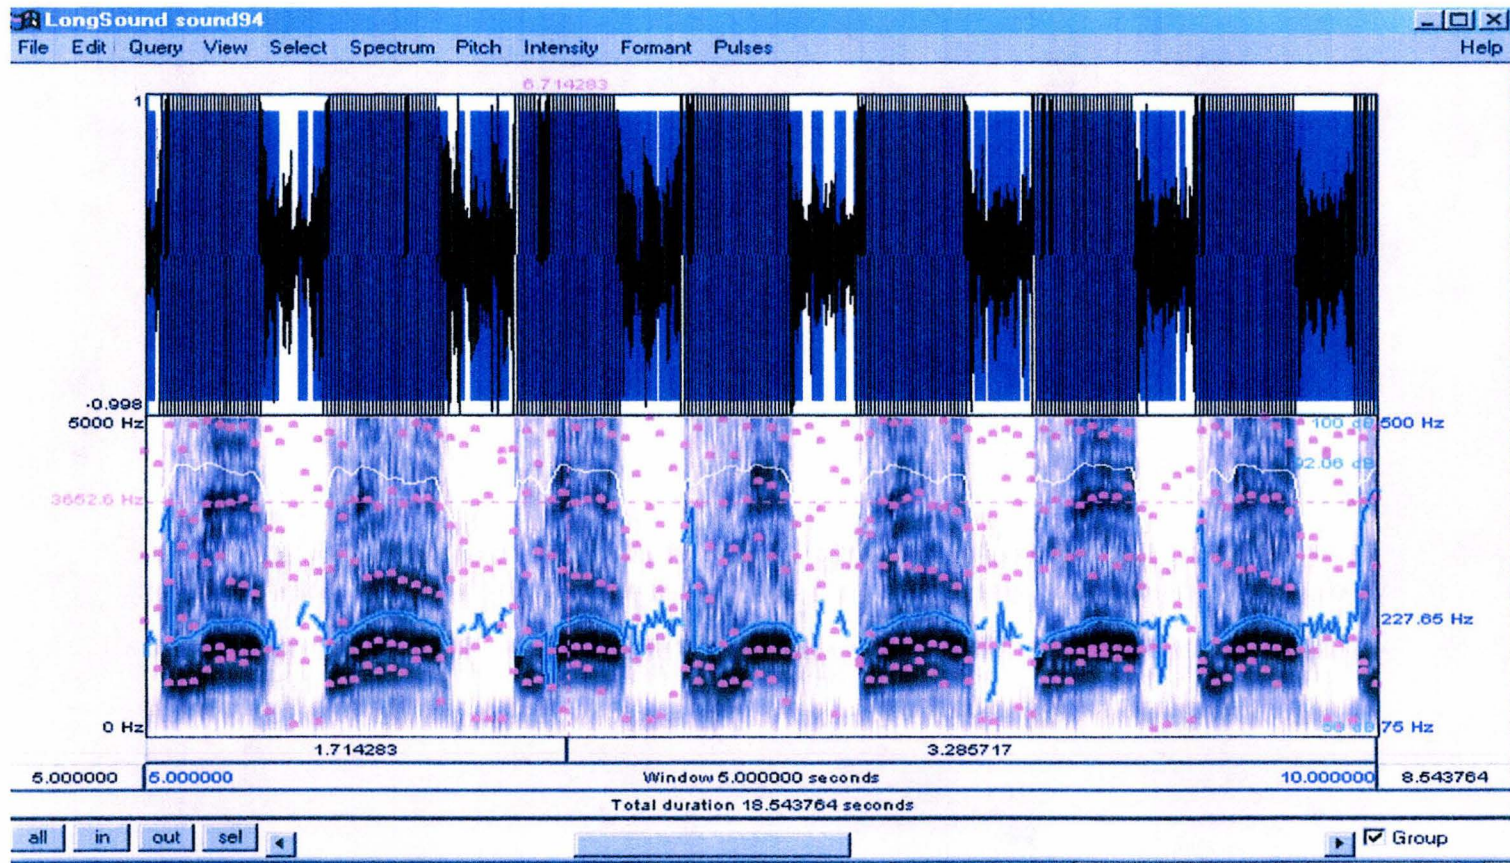 LongSound sound94
File Edit Query View Select Spectrum Pitch Intensity Formant Pulses Help
6.714283
1
-0.998
5000 Hz 100 dB 500 Hz
92.06 dB
3652.6 Hz
227.65 Hz
0 Hz 75 Hz
1.714283 3.285717
5.000000 5.000000 Window 5.000000 seconds 10.000000 8.543764
Total duration 18.543764 seconds
all in out sel Group